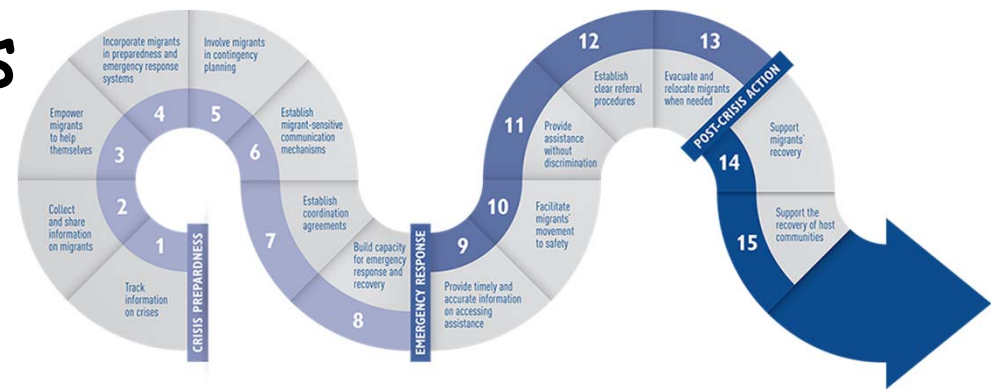 s
CRISIS PREPARDNESS
1
Track
information
on crises
2
Collect
and share
information
on migrants
3
Empower
migrants
to help
themselves
4
Incorporate migrants
in preparedness and
emergency response
systems
5
Involve migrants
in contingency
planning
6
Establish
migrant-sensitive
communication
mechanisms
7
Establish
coordination
agreements
8
Build capacity
for emergency
response and
recovery
EMERGENCY RESPONSE
9
Provide timely and
accurate information
on accessing
assistance
10
Facilitate
migrants'
movement
to safety
11
Provide
assistance
without
discrimination
12
Establish
clear referral
procedures
13
Evacuate and
relocate migrants
when needed
POST-CRISIS ACTION
14
Support
migrants'
recovery
15
Support the
recovery of host
communities